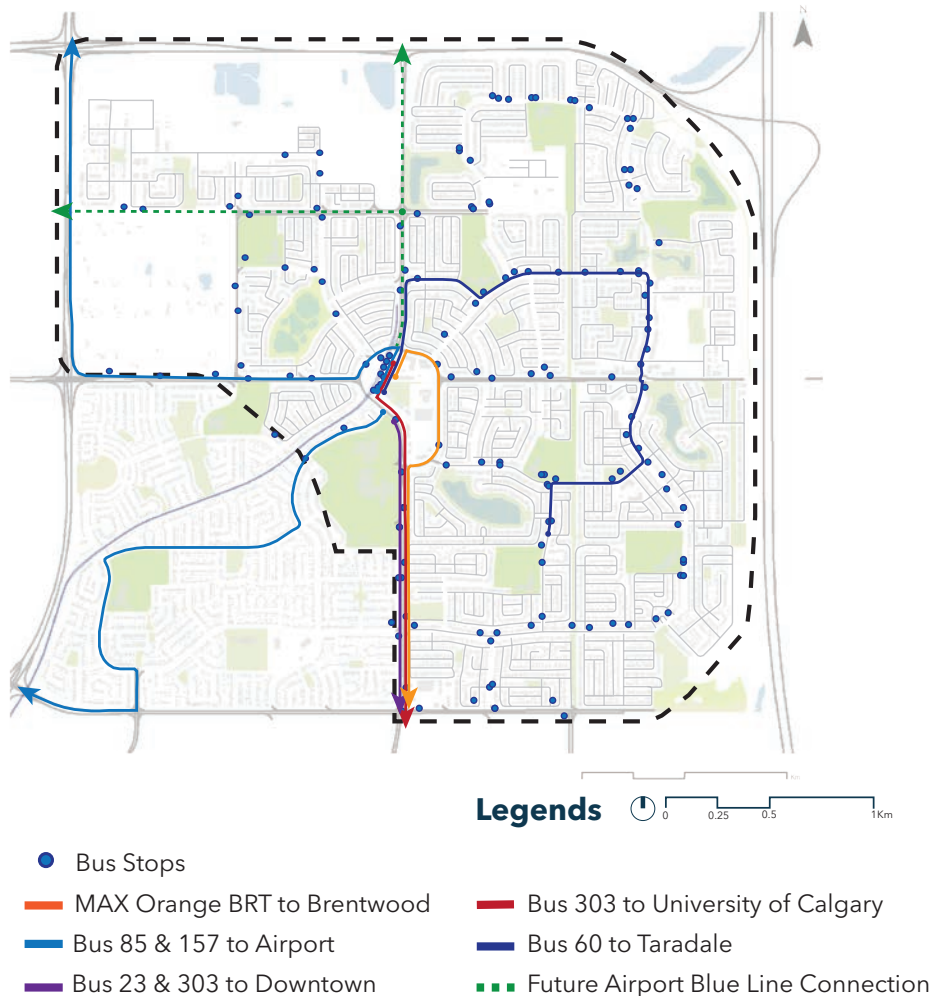 N
Km
Legends
0 0.25 0.5 1Km
Bus Stops
MAX Orange BRT to Brentwood
Bus 303 to University of Calgary
Bus 85 & 157 to Airport
Bus 60 to Taradale
Bus 23 & 303 to Downtown
Future Airport Blue Line Connection